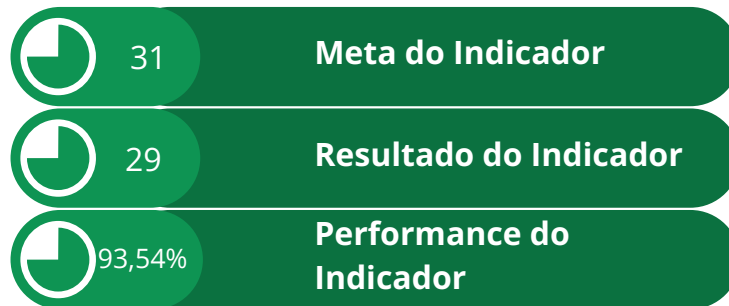 31
Meta do Indicador
29
Resultado do Indicador
93,54%
Performance do
Indicador